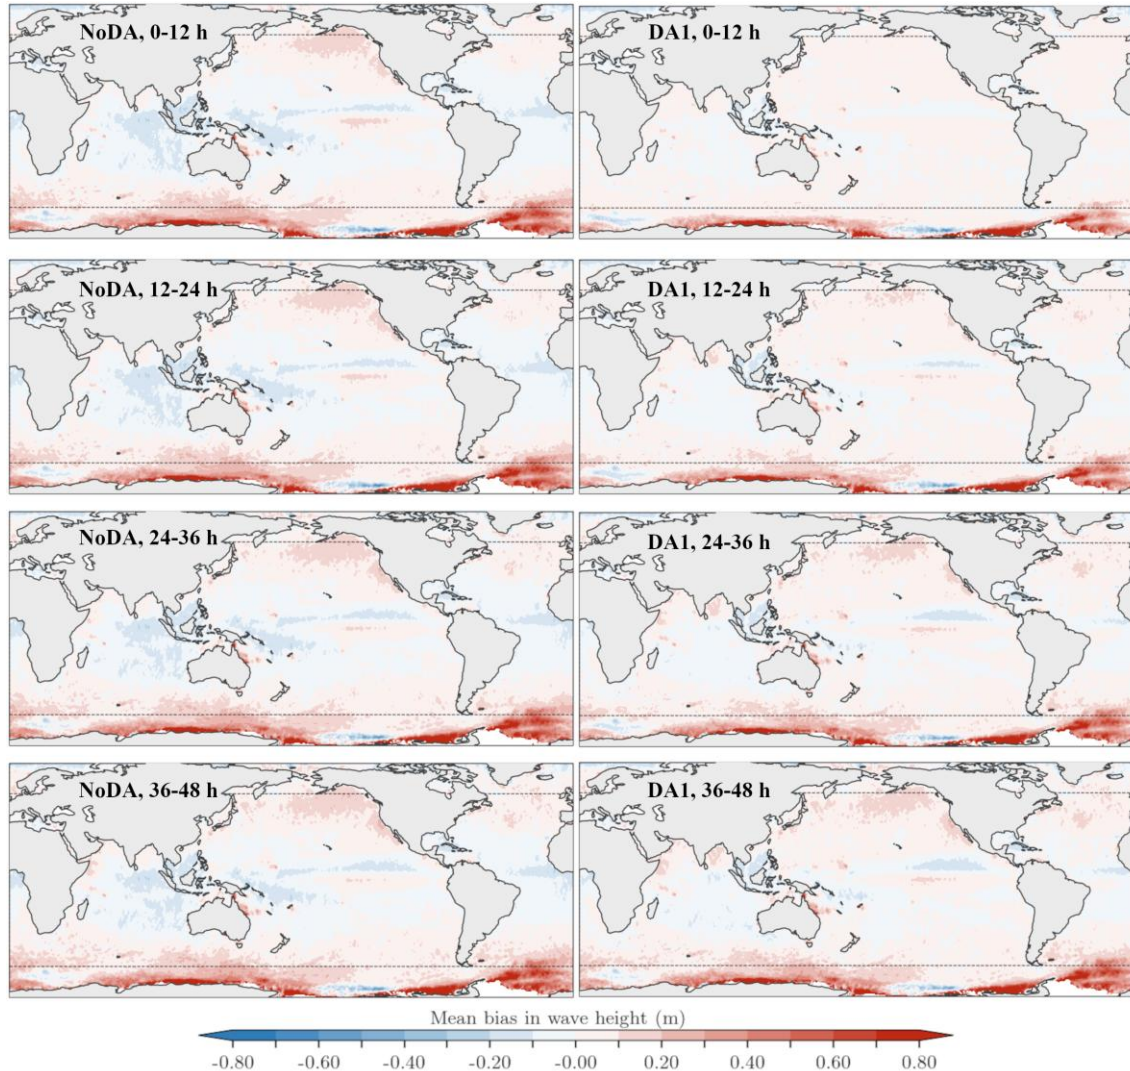 NoDA, 0-12 h
DA1, 0-12 h
NoDA, 12-24 h
DA1, 12-24 h
NoDA, 24-36 h
DA1, 24-36 h
NoDA, 36-48 h
DA1, 36-48 h
Mean bias in wave height (m)
-0.80 -0.60 -0.40 -0.20 -0.00 0.20 0.40 0.60 0.80